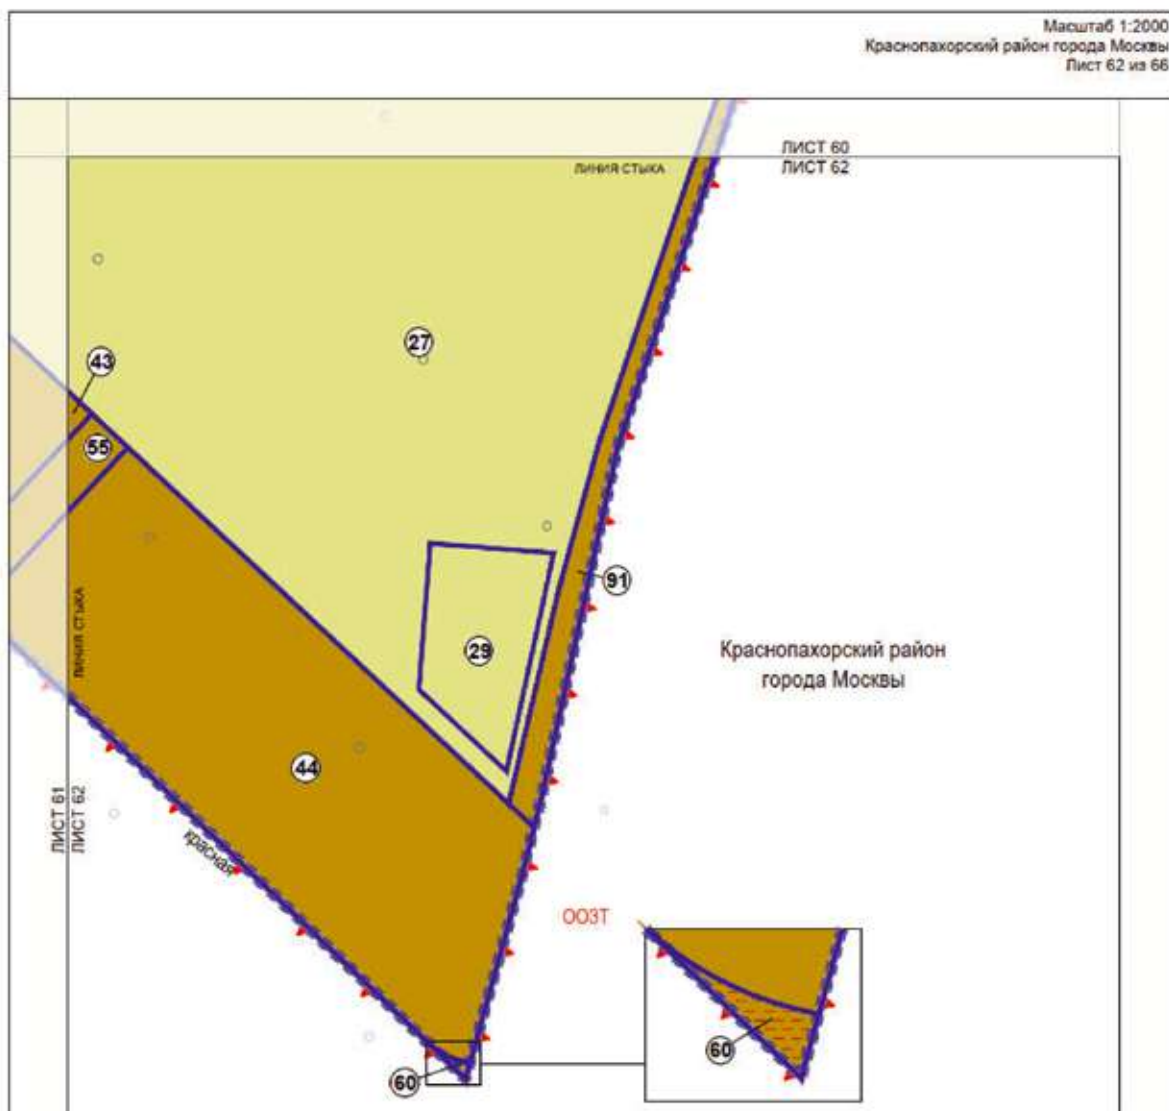 Масштаб 1:2000
Краснопахорский район города Москвы
Лист 62 из 66
ЛИСТ 60
ЛИНИЯ СТЫКА
ЛИСТ 62
27
43
55
91
ЛИНИЯ СТЫКА
29
Краснопахорский район
города Москвы
44
ЛИСТ 61
ЛИСТ 62
красная
ООЗТ
60
60